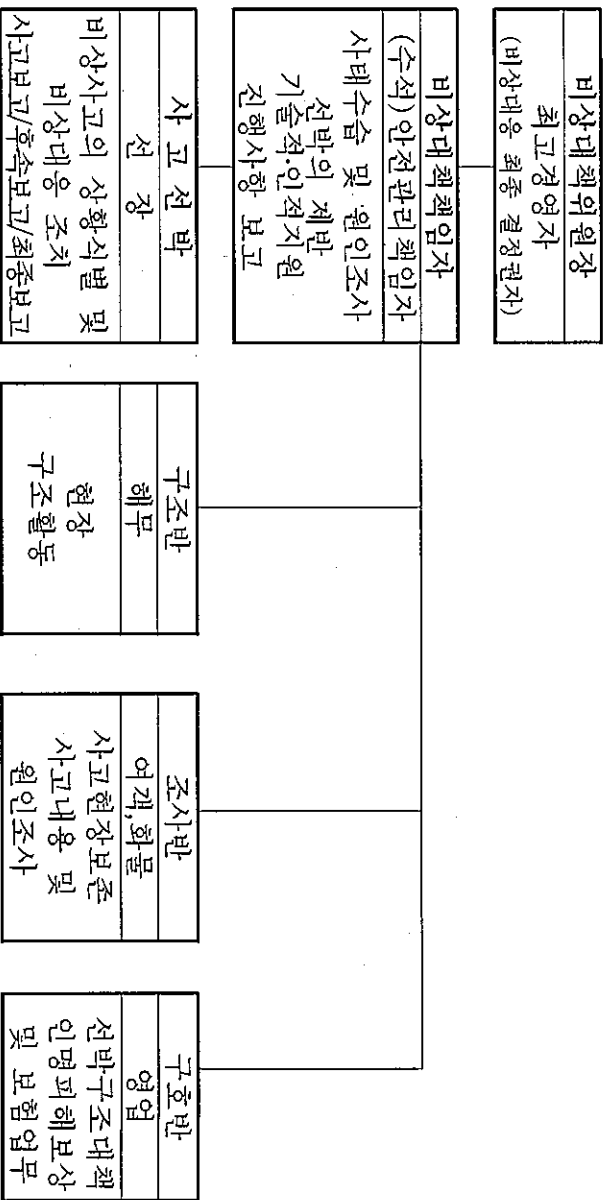 비상대책위원장
최고경영자
(비상대응 최종 결정권자)
비상대책책임자
(수석)안전관리책임자
사태수습 및 원인조사
선박의 제반
기술적·인적지원
진행사항 보고
사고선박
선장
비상사고의 상황식별 및
비상대응 조치
사고보고/후속보고/최종보고
구조반
해무
현장
구조활동
조사반
여객,화물
사고현장보존
사고내용 및
원인조사
구호반
영업
선박구조대책
인명피해보상
및 보험업무